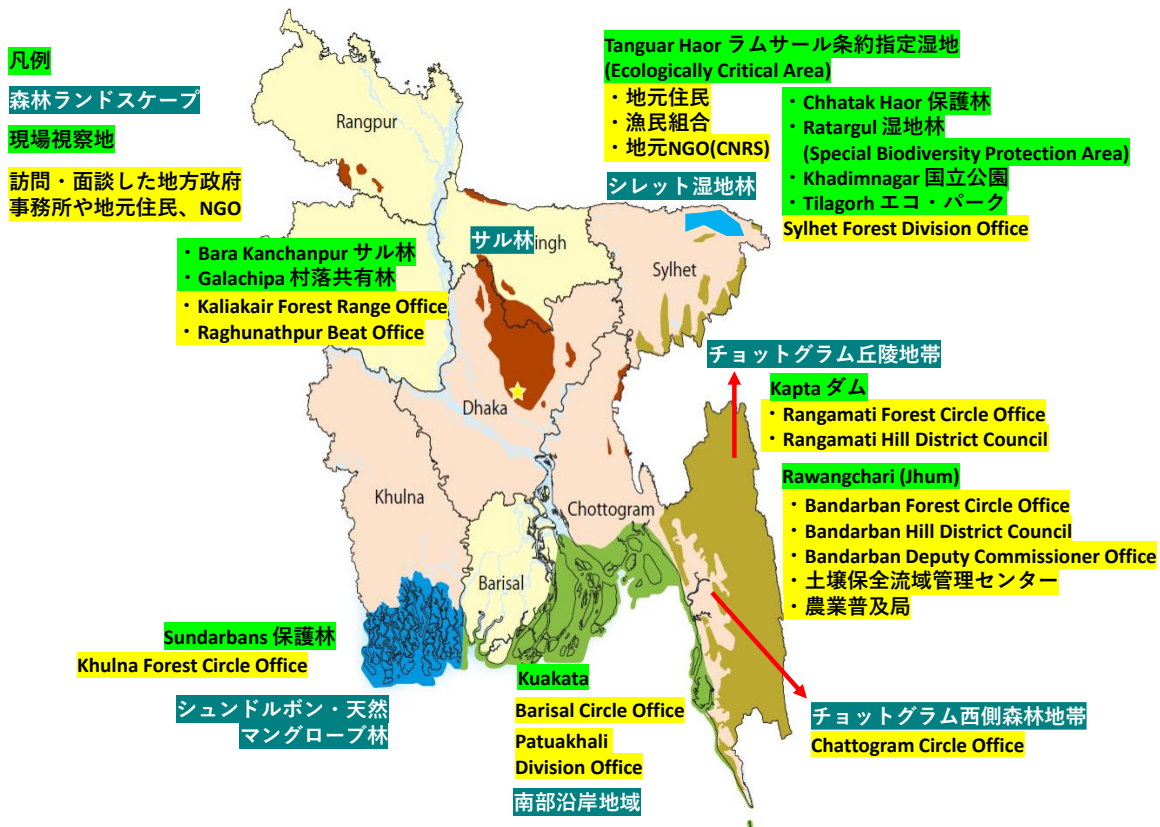 凡例
森林ランドスケープ
現場視察地
訪問・面談した地方政府
事務所や地元住民、NGO
Rangpur
Tanguar Haor ラムサール条約指定湿地
(Ecologically Critical Area)
・地元住民
・漁民組合
・地元NGO(CNRS)
シレット湿地林
・Chhatak Haor 保護林
・Ratargul 湿地林
(Special Biodiversity Protection Area)
・Khadimnagar 国立公園
・Tilagorh エコ・パーク
Sylhet Forest Division Office
サル林
ingh
Sylhet
・Bara Kanchanpur サル林
・Galachipa 村落共有林
・Kaliakair Forest Range Office
・Raghunathpur Beat Office
Dhaka
チョットグラム丘陵地帯
Kapta ダム
・Rangamati Forest Circle Office
・Rangamati Hill District Council
Rawangchari (Jhum)
・Bandarban Forest Circle Office
・Bandarban Hill District Council
・Bandarban Deputy Commissioner Office
・土壌保全流域管理センター
・農業普及局
Khulna
Chottogram
Barisal
Sundarbans 保護林
Khulna Forest Circle Office
シュンドルボン・天然
マングローブ林
Kuakata
Barisal Circle Office
Patuakhali
Division Office
南部沿岸地域
チョットグラム西側森林地帯
Chattogram Circle Office